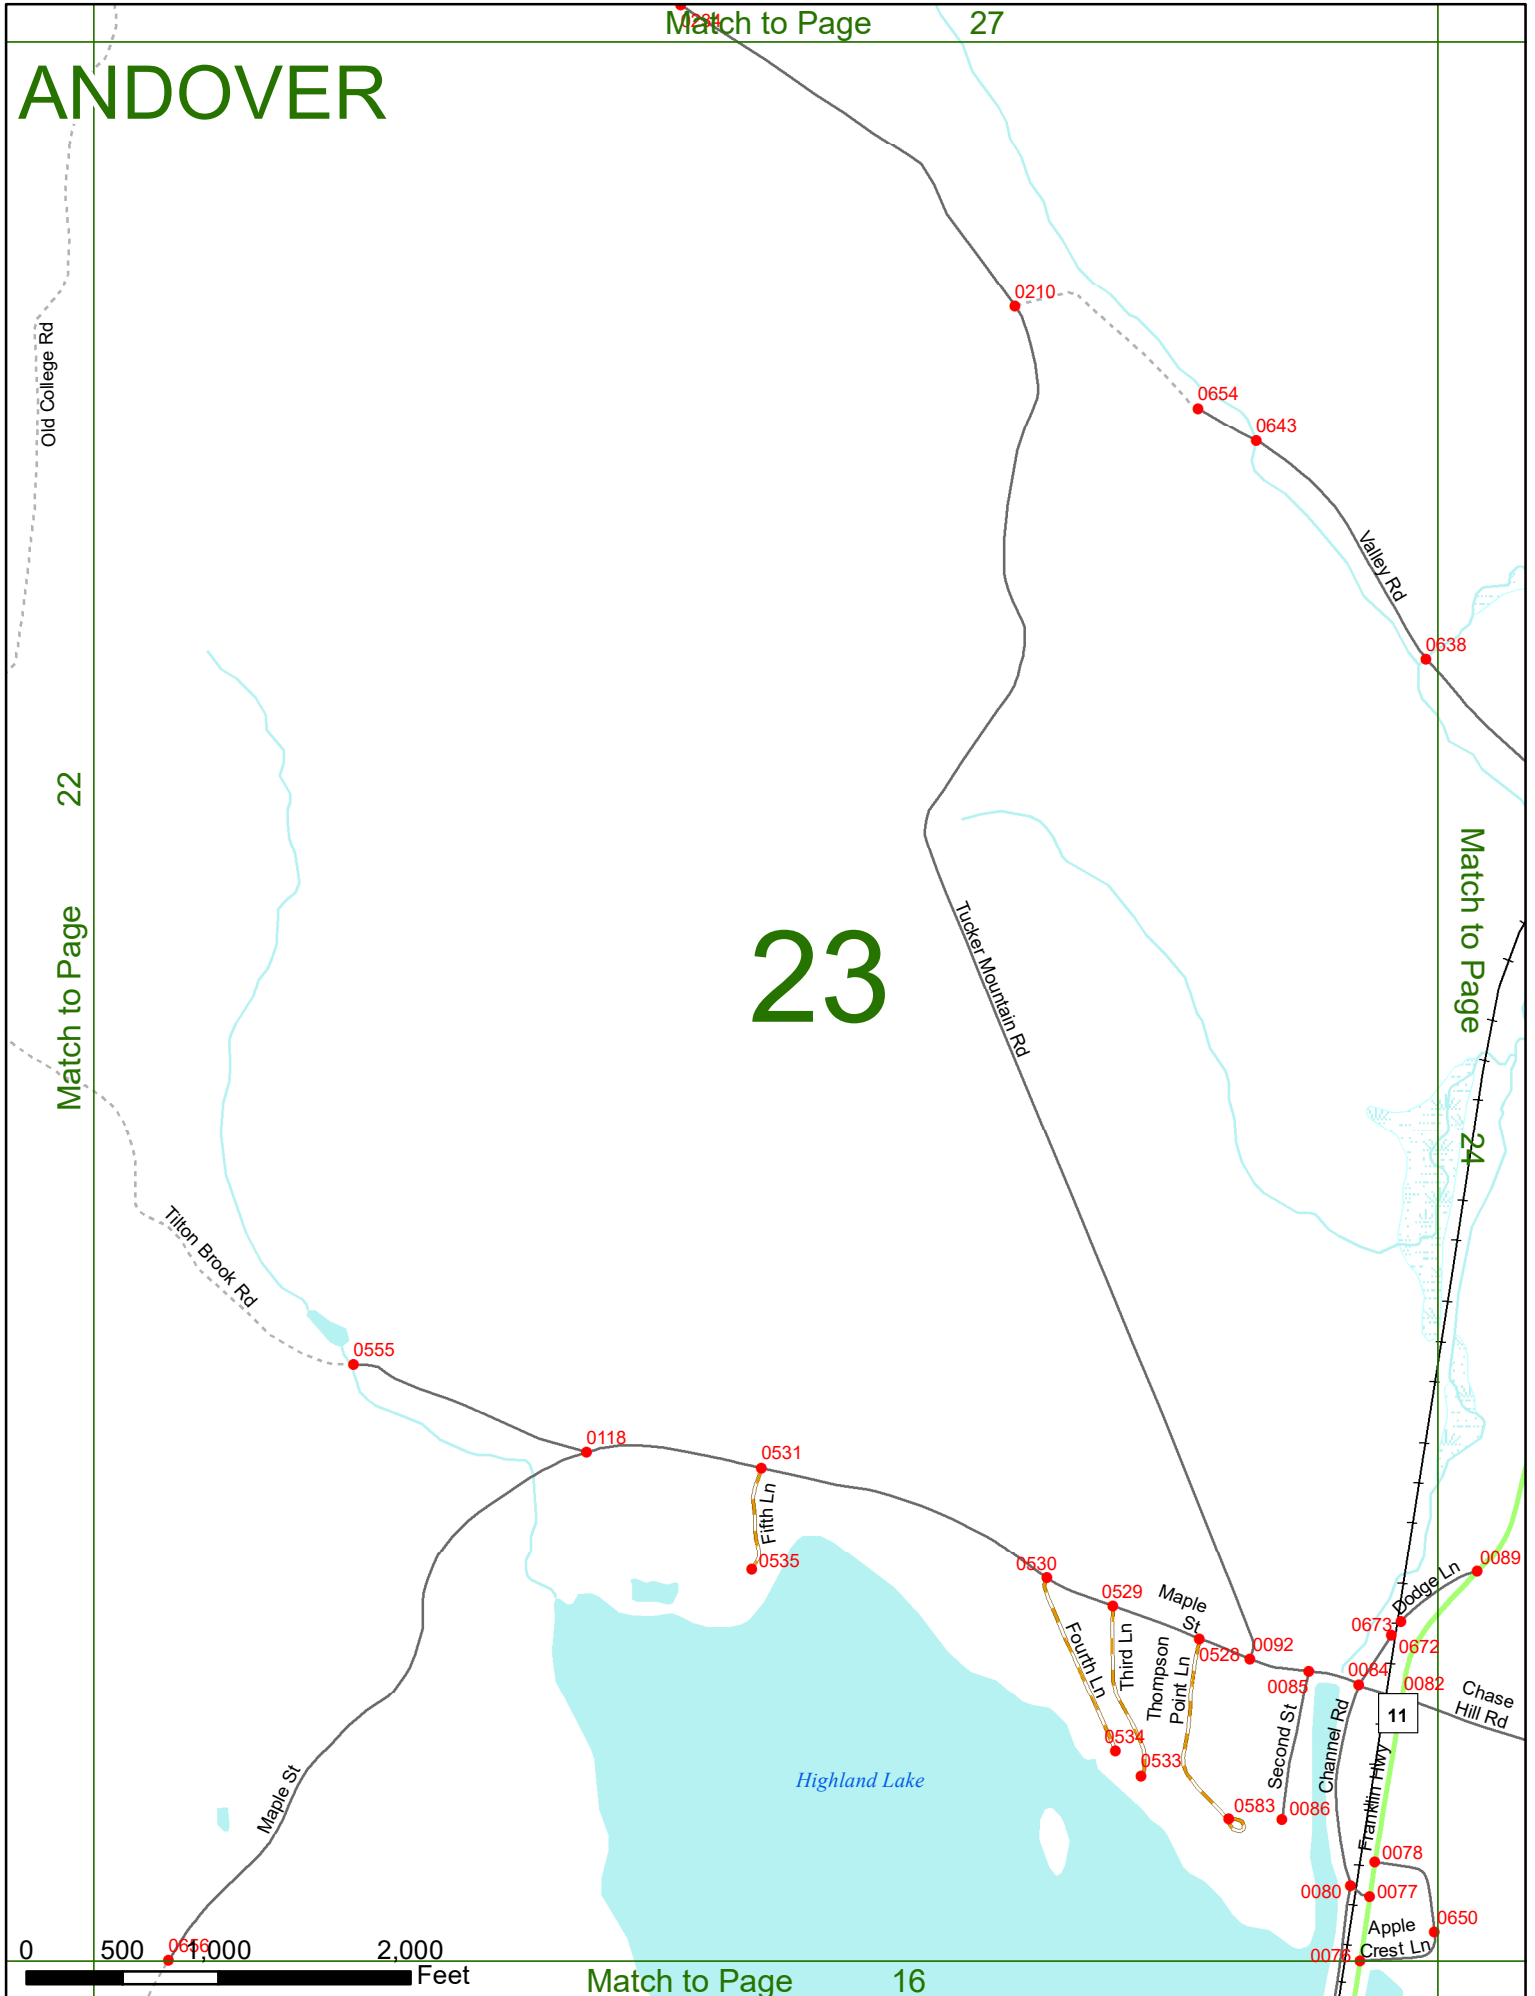 0234
Match to Page 27
ANDOVER
0210
0654
0643
Old College Rd
Valley Rd
0638
22
Match to Page
Match to Page
24
23
Tucker Mountain Rd
Tilton Brook Rd
0555
0118
0531
Fifth Ln
0535
0530
0529
Maple
St
0528
0092
0085
0084
0673
0672
Dodge Ln
0089
0082
Chase
Hill Rd
11
Fourth Ln
Third Ln
Thompson
Point Ln
Second St
Channel Rd
Franklin Hwy
0534
0533
0583
0086
Highland Lake
Maple St
0078
0080
0077
0650
Apple
Crest Ln
0076
0656
0 500 1,000 2,000
Feet
Match to Page 16